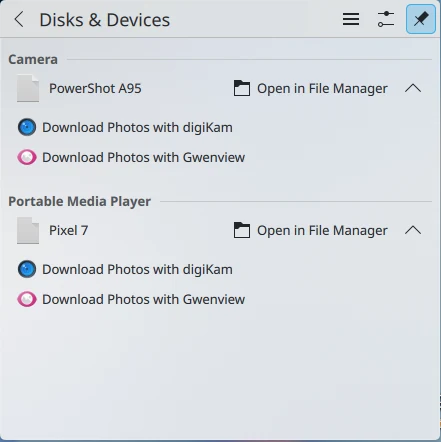 Disks & Devices
Camera
PowerShot A95 Open in File Manager
Download Photos with digiKam
Download Photos with Gwenview
Portable Media Player
Pixel 7 Open in File Manager
Download Photos with digiKam
Download Photos with Gwenview